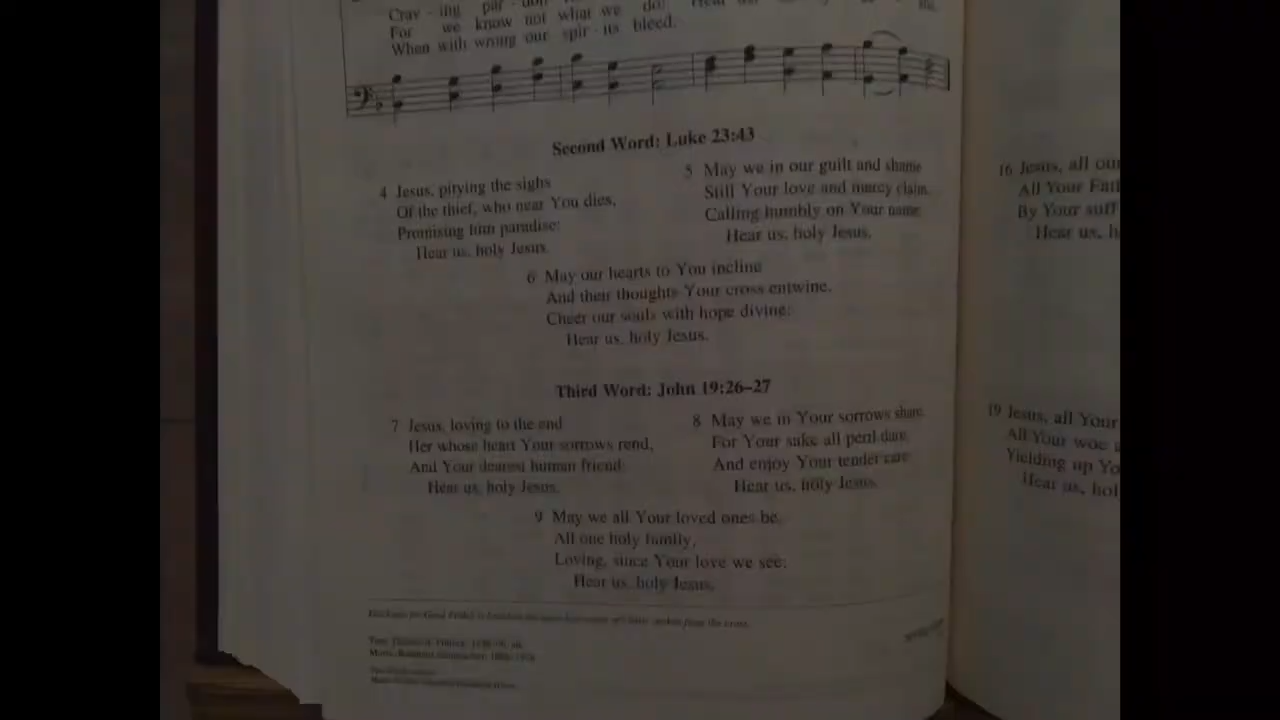 Crav - ing par - don
For we know not what we do: Hear us,
When with wrong our spir - its bleed.
Second Word: Luke 23:43
4 Jesus, pitying the sighs
Of the thief, who near You dies,
Promising him paradise:
Hear us, holy Jesus.
5 May we in our guilt and shame
Still Your love and mercy claim,
Calling humbly on Your name:
Hear us, holy Jesus.
6 May our hearts to You incline
And their thoughts Your cross entwine.
Cheer our souls with hope divine:
Hear us, holy Jesus.
Third Word: John 19:26–27
7 Jesus, loving to the end
Her whose heart Your sorrows rend,
And Your dearest human friend:
Hear us, holy Jesus.
8 May we in Your sorrows share,
For Your sake all peril dare,
And enjoy Your tender care:
Hear us, holy Jesus.
9 May we all Your loved ones be,
All one holy family,
Loving, since Your love we see:
Hear us, holy Jesus.
16 Jesus, all our
All Your
By Your suff
Hear us, h
19 Jesus, all Your
All Your woe
Yielding up Yo
Hear us, hol